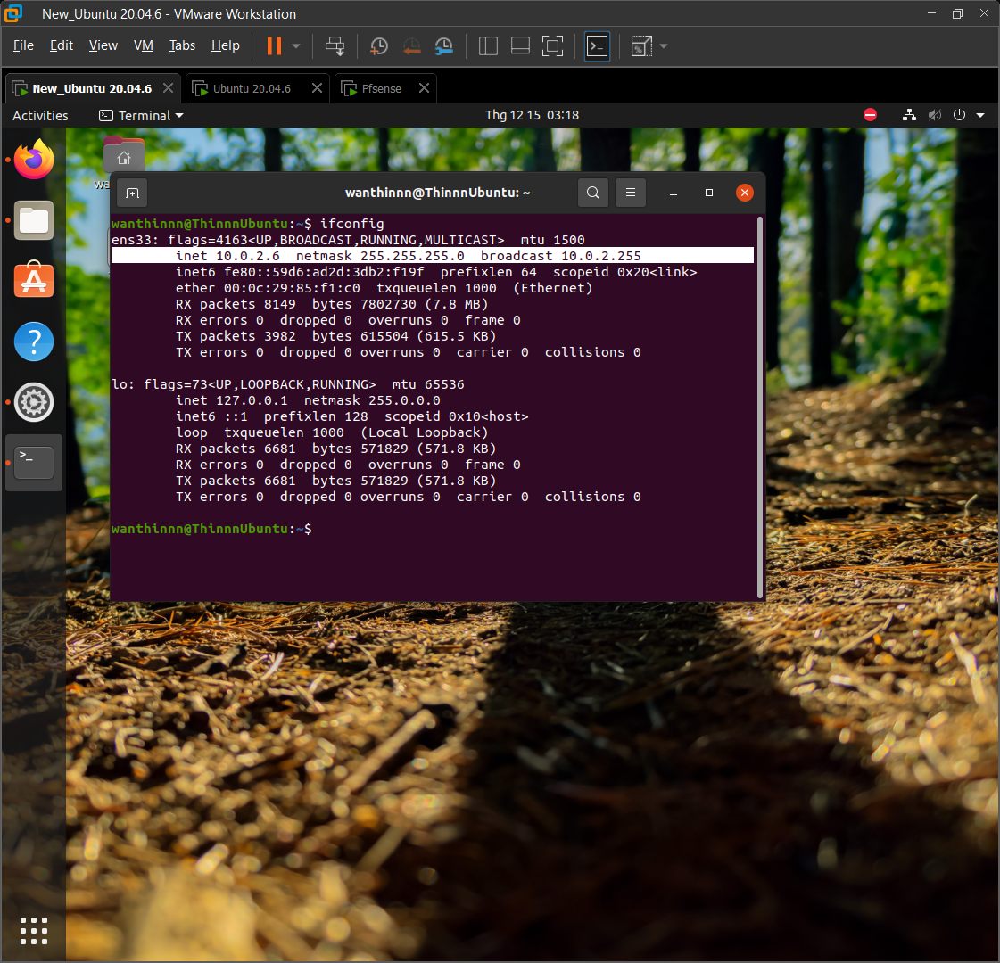 New_Ubuntu 20.04.6 - VMware Workstation
File Edit View VM Tabs Help
New_Ubuntu 20.04.6 Ubuntu 20.04.6 Pfsense
Activities Terminal Thg 12 15 03:18
wa
wanthinnn@ThinnnUbuntu: ~
wanthinnn@ThinnnUbuntu:~$ ifconfig
ens33: flags=4163<UP,BROADCAST,RUNNING,MULTICAST>  mtu 1500
        inet 10.0.2.6  netmask 255.255.255.0  broadcast 10.0.2.255
        inet6 fe80::59d6:ad2d:3db2:f19f  prefixlen 64  scopeid 0x20<link>
        ether 00:0c:29:85:f1:c0  txqueuelen 1000  (Ethernet)
        RX packets 8149  bytes 7802730 (7.8 MB)
        RX errors 0  dropped 0  overruns 0  frame 0
        TX packets 3982  bytes 615504 (615.5 KB)
        TX errors 0  dropped 0 overruns 0  carrier 0  collisions 0
lo: flags=73<UP,LOOPBACK,RUNNING>  mtu 65536
        inet 127.0.0.1  netmask 255.0.0.0
        inet6 ::1  prefixlen 128  scopeid 0x10<host>
        loop  txqueuelen 1000  (Local Loopback)
        RX packets 6681  bytes 571829 (571.8 KB)
        RX errors 0  dropped 0  overruns 0  frame 0
        TX packets 6681  bytes 571829 (571.8 KB)
        TX errors 0  dropped 0 overruns 0  carrier 0  collisions 0
wanthinnn@ThinnnUbuntu:~$